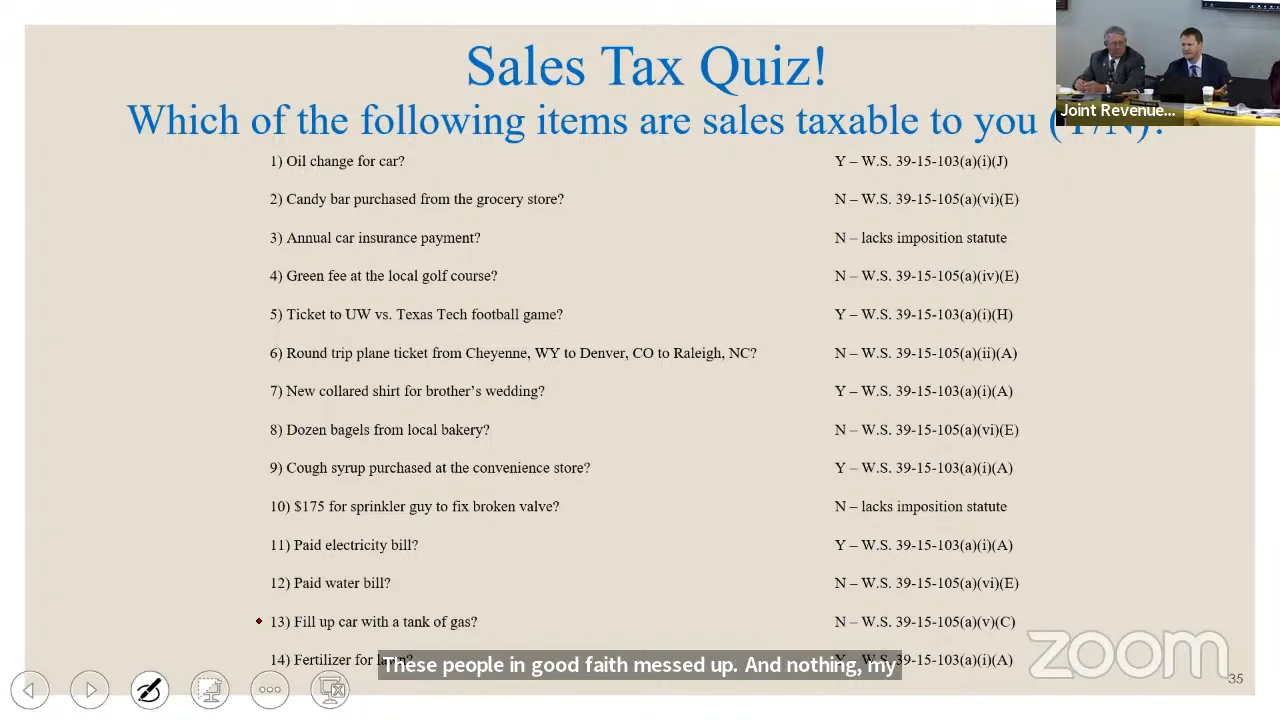 Sales Tax Quiz!
Which of the following items are sales taxable to you (Y/N)?
Joint Revenue...
1) Oil change for car? Y – W.S. 39-15-103(a)(i)(J)
2) Candy bar purchased from the grocery store? N – W.S. 39-15-105(a)(vi)(E)
3) Annual car insurance payment? N – lacks imposition statute
4) Green fee at the local golf course? N – W.S. 39-15-105(a)(iv)(E)
5) Ticket to UW vs. Texas Tech football game? Y – W.S. 39-15-103(a)(i)(H)
6) Round trip plane ticket from Cheyenne, WY to Denver, CO to Raleigh, NC? N – W.S. 39-15-105(a)(ii)(A)
7) New collared shirt for brother’s wedding? Y – W.S. 39-15-103(a)(i)(A)
8) Dozen bagels from local bakery? N – W.S. 39-15-105(a)(vi)(E)
9) Cough syrup purchased at the convenience store? Y – W.S. 39-15-103(a)(i)(A)
10) $175 for sprinkler guy to fix broken valve? N – lacks imposition statute
11) Paid electricity bill? Y – W.S. 39-15-103(a)(i)(A)
12) Paid water bill? N – W.S. 39-15-105(a)(vi)(E)
13) Fill up car with a tank of gas? N – W.S. 39-15-105(a)(v)(C)
14) Fertilizer for lawn? Y – W.S. 39-15-103(a)(i)(A)
These people in good faith messed up. And nothing, my
zoom
35